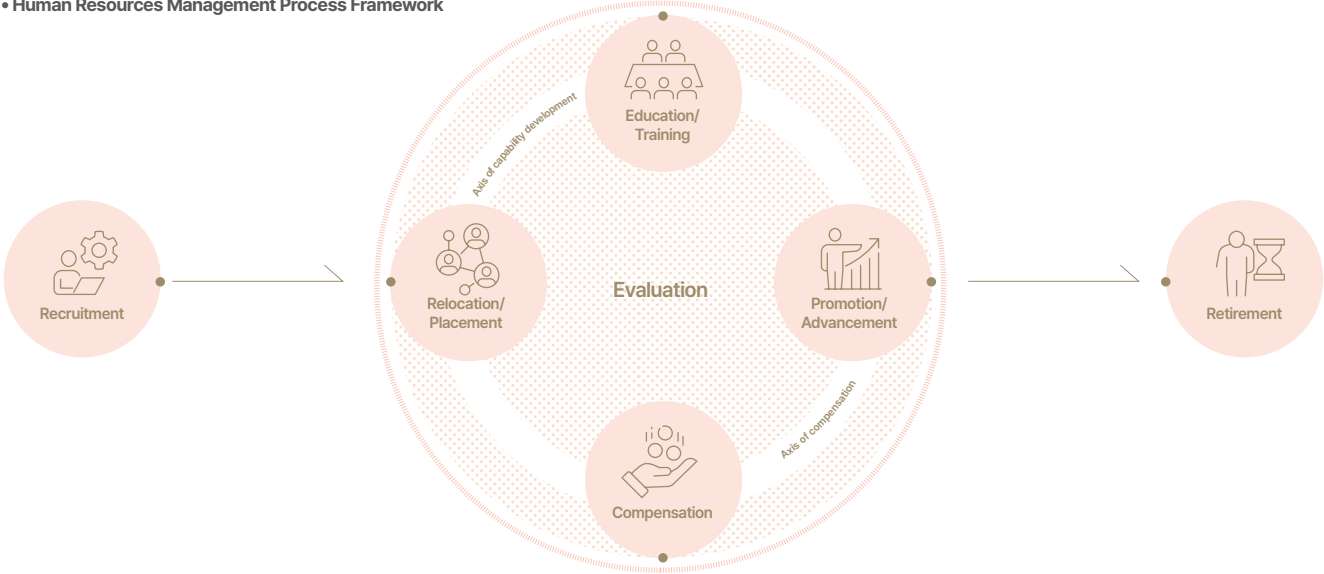 • Human Resources Management Process Framework
Education/
Training
Axis of capability development
Recruitment
Relocation/
Placement
Evaluation
Promotion/
Advancement
Retirement
Axis of compensation
Compensation